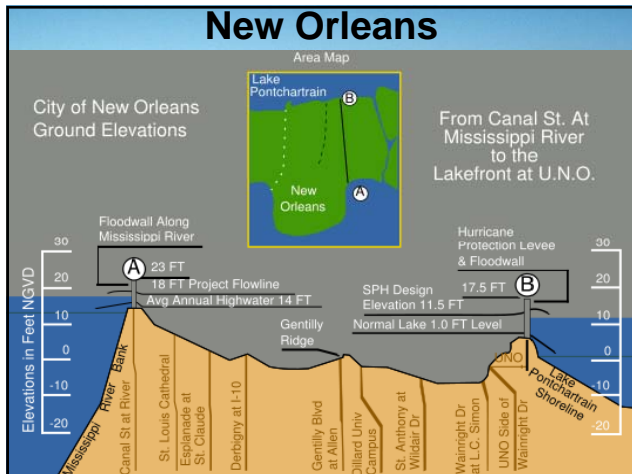 New Orleans
Area Map
City of New Orleans
Ground Elevations
Lake
Pontchartrain
B
A
New
Orleans
From Canal St. At
Mississippi River
to the
Lakefront at U.N.O.
Floodwall Along
Mississippi River
A
23 FT
18 FT Project Flowline
Avg Annual Highwater 14 FT
Hurricane
Protection Levee
& Floodwall
17.5 FT
B
SPH Design
Elevation 11.5 FT
Normal Lake 1.0 FT Level
Gentilly
Ridge
Elevations in Feet NGVD
30
20
10
0
-10
-20
30
20
10
0
-10
-20
Mississippi River Bank
Canal St at River
St. Louis Cathedral
Esplanade at
St. Claude
Derbigny at I-10
Gentilly Blvd
at Allen
Dillard Univ
Campus
St. Anthony at
Wildair Dr
Wainright Dr
at L.C. Simon
UNO
UNO Side of
Wainright Dr
Lake
Pontchartrain
Shoreline